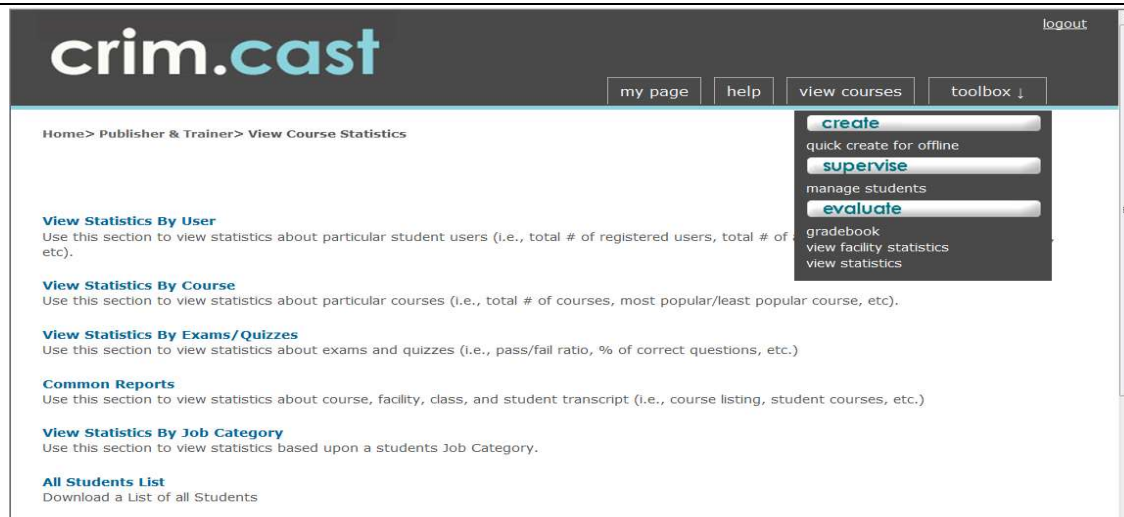 logout
crim.cast
my page help view courses toolbox ↓
Home> Publisher & Trainer> View Course Statistics
create
quick create for offline
supervise
manage students
evaluate
gradebook
view facility statistics
view statistics
View Statistics By User
Use this section to view statistics about particular student users (i.e., total # of registered users, total # of
etc).
View Statistics By Course
Use this section to view statistics about particular courses (i.e., total # of courses, most popular/least popular course, etc).
View Statistics By Exams/Quizzes
Use this section to view statistics about exams and quizzes (i.e., pass/fail ratio, % of correct questions, etc.)
Common Reports
Use this section to view statistics about course, facility, class, and student transcript (i.e., course listing, student courses, etc.)
View Statistics By Job Category
Use this section to view statistics based upon a students Job Category.
All Students List
Download a List of all Students